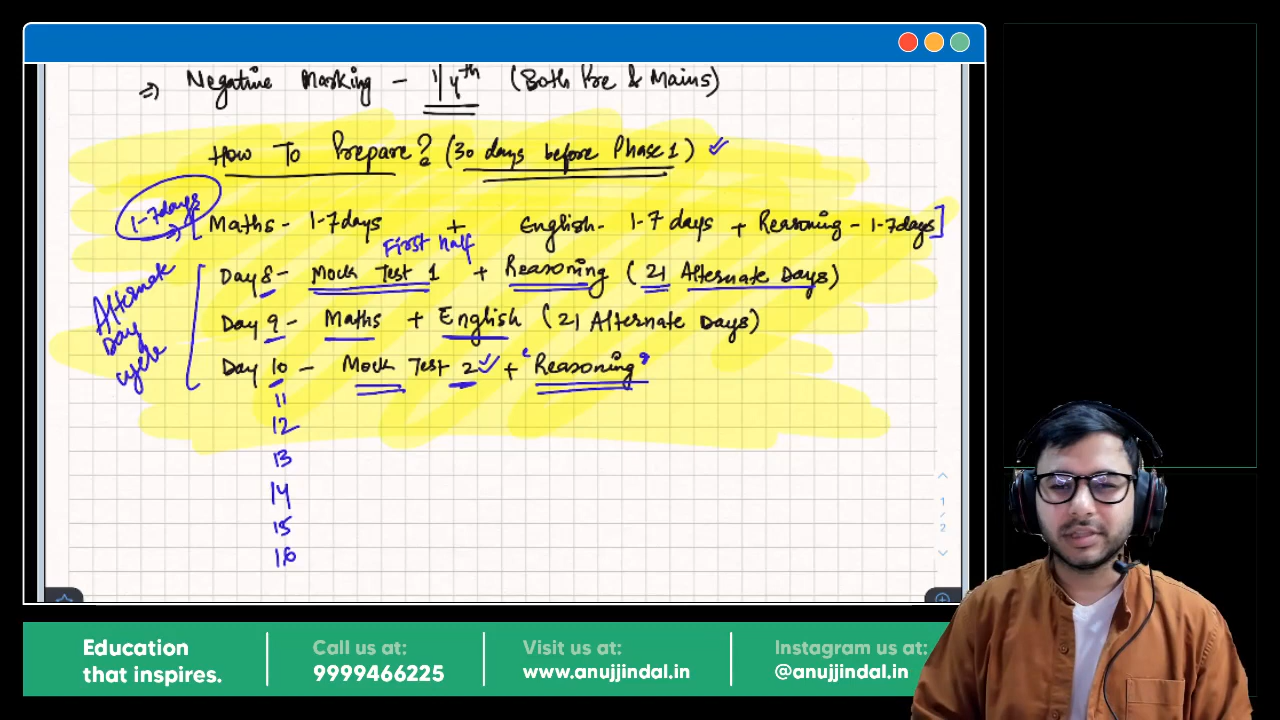 ⇒ Negative Marking - 1/4th (Both Pre & Mains)
How To Prepare? (30 days before Phase 1) ✓
1-7days
[ Maths - 1-7days + English - 1-7 days + Reasoning - 1-7days ]
First half
Day 8 - Mock Test 1 + Reasoning (21 Alternate Days)
Alternate Day cycle
Day 9 - Maths + English (21 Alternate Days)
Day 10 - Mock Test 2 ✓ + "Reasoning"
11
12
13
14
15
16
1
/
2
Education
that inspires.
Call us at:
9999466225
Visit us at:
www.anujjindal.in
Instagram us at:
@anujjindal.in